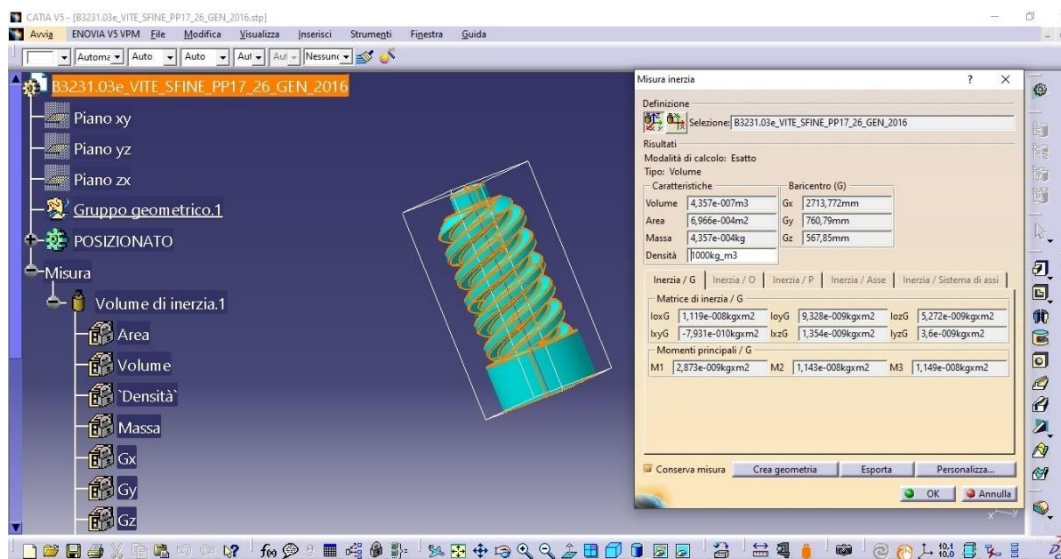 CATIA V5 - [B3231.03e_VITE_SFINE_PP17_26_GEN_2016.stp]
Avvia ENOVIA V5 VPM File Modifica Visualizza Inserisci Strumenti Finestra Guida
Automa Auto Auto Aut Aut Nessuno
B3231.03e_VITE_SFINE_PP17_26_GEN_2016
Piano xy
Piano yz
Piano zx
Gruppo geometrico.1
POSIZIONATO
Misura
Volume di inerzia.1
Area
Volume
`Densità`
Massa
Gx
Gy
Gz
Misura inerzia ? X
Definizione
Selezione: B3231.03e_VITE_SFINE_PP17_26_GEN_2016
Risultati
Modalità di calcolo: Esatto
Tipo: Volume
Caratteristiche Baricentro (G)
Volume 4,357e-007m3 Gx 2713,772mm
Area 6,966e-004m2 Gy 760,79mm
Massa 4,357e-004kg Gz 567,85mm
Densità 1000kg_m3
Inerzia / G Inerzia / O Inerzia / P Inerzia / Asse Inerzia / Sistema di assi
Matrice di inerzia / G
IoxG 1,119e-008kgxm2 IoyG 9,328e-009kgxm2 IozG 5,272e-009kgxm2
IxyG -7,931e-010kgxm2 IxzG 1,354e-009kgxm2 IyzG 3,6e-009kgxm2
Momenti principali / G
M1 2,873e-009kgxm2 M2 1,143e-008kgxm2 M3 1,149e-008kgxm2
Conserva misura Crea geometria Esporta Personalizza...
OK Annulla
f(x)